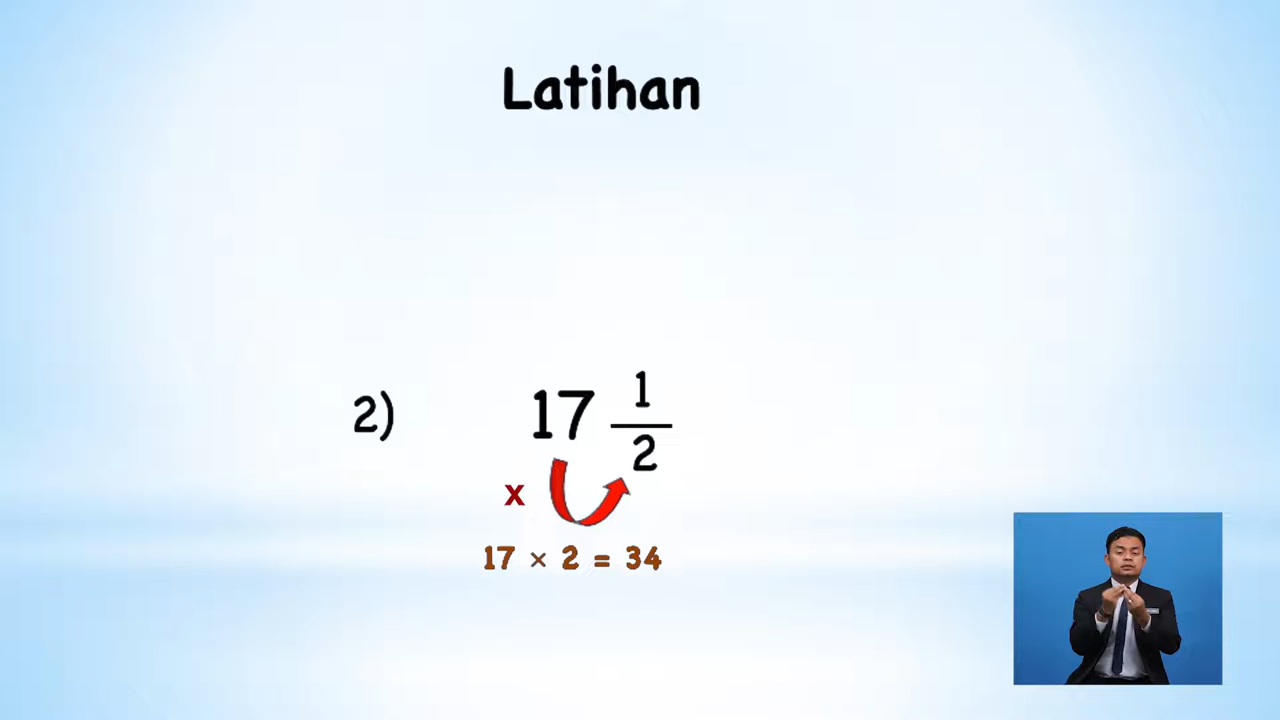 Latihan
2) 17 1/2
x
17 × 2 = 34